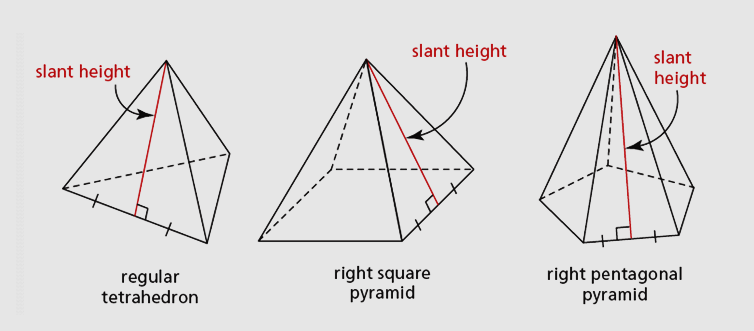 slant height
regular
tetrahedron
slant height
right square
pyramid
slant
height
right pentagonal
pyramid